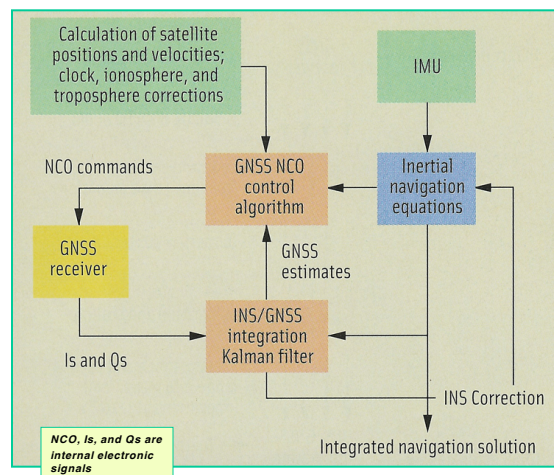 Calculation of satellite
positions and velocities;
clock, ionosphere, and
troposphere corrections
IMU
NCO commands
GNSS NCO
control
algorithm
Inertial
navigation
equations
GNSS
receiver
GNSS
estimates
INS/GNSS
integration
Kalman filter
Is and Qs
INS Correction
NCO, Is, and Qs are
internal electronic
signals
Integrated navigation solution